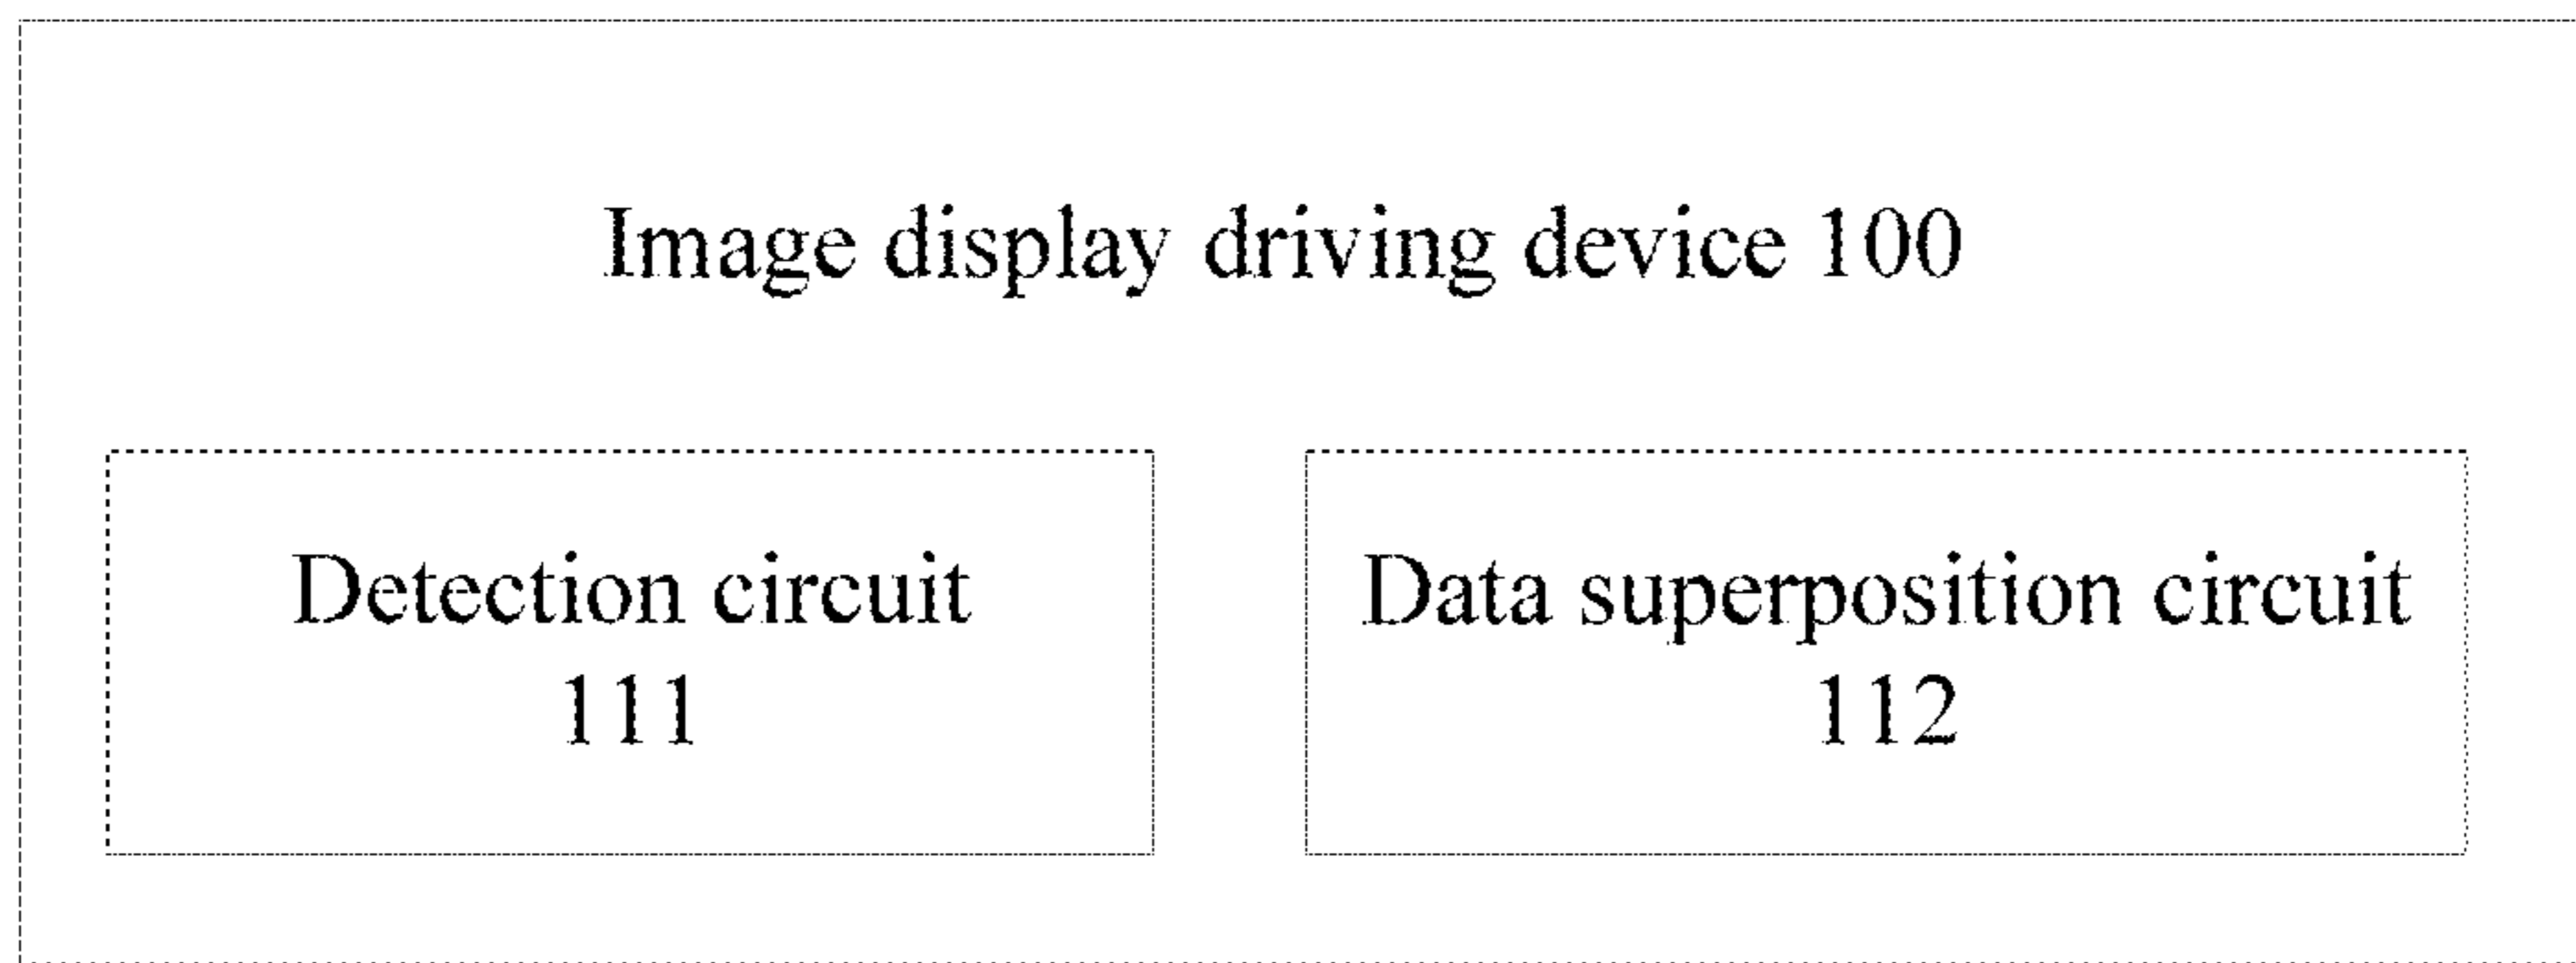 Image display driving device 100
Detection circuit
111
Data superposition circuit
112